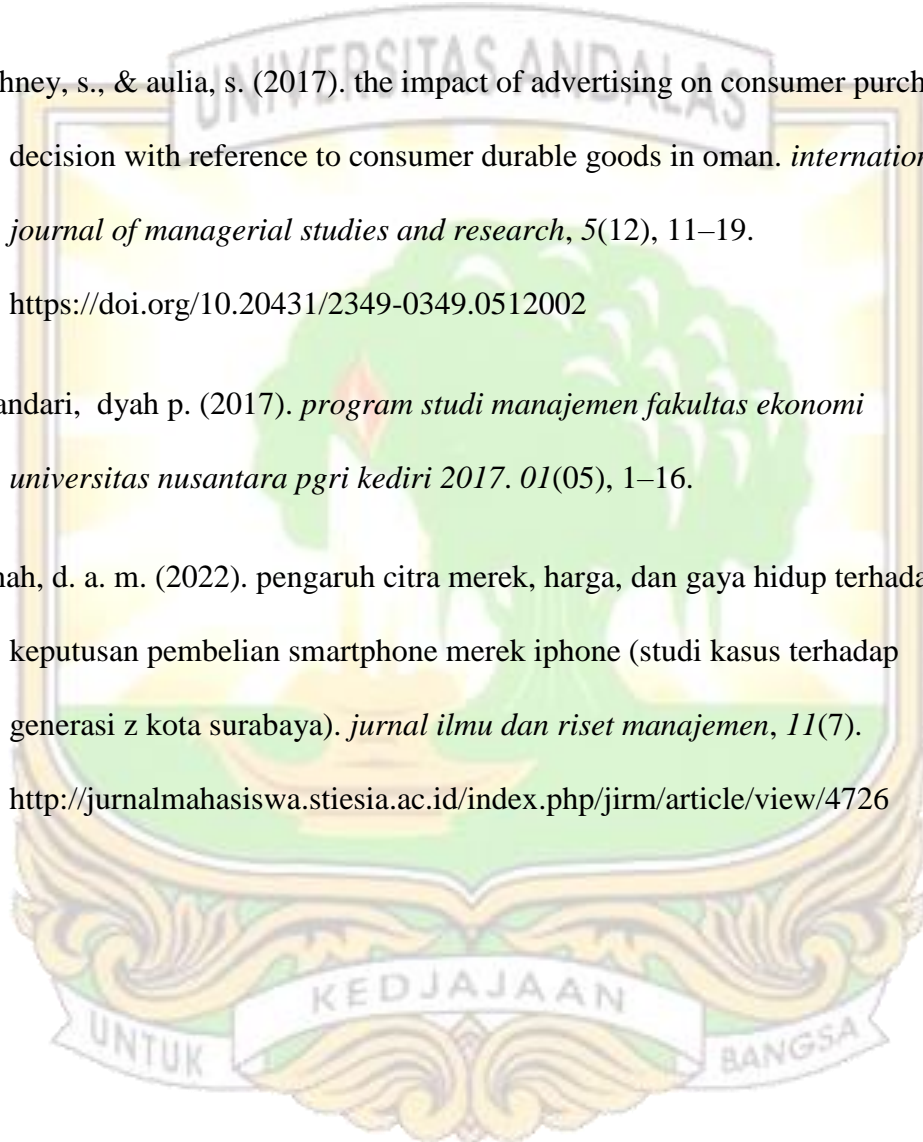 UNIVERSITAS ANDALAS
hney, s., & aulia, s. (2017). the impact of advertising on consumer purch
decision with reference to consumer durable goods in oman. internation
journal of managerial studies and research, 5(12), 11–19.
https://doi.org/10.20431/2349-0349.0512002
andari, dyah p. (2017). program studi manajemen fakultas ekonomi
universitas nusantara pgri kediri 2017. 01(05), 1–16.
nah, d. a. m. (2022). pengaruh citra merek, harga, dan gaya hidup terhada
keputusan pembelian smartphone merek iphone (studi kasus terhadap
generasi z kota surabaya). jurnal ilmu dan riset manajemen, 11(7).
http://jurnalmahasiswa.stiesia.ac.id/index.php/jirm/article/view/4726
UNTUK KEDJAJAAN BANGSA